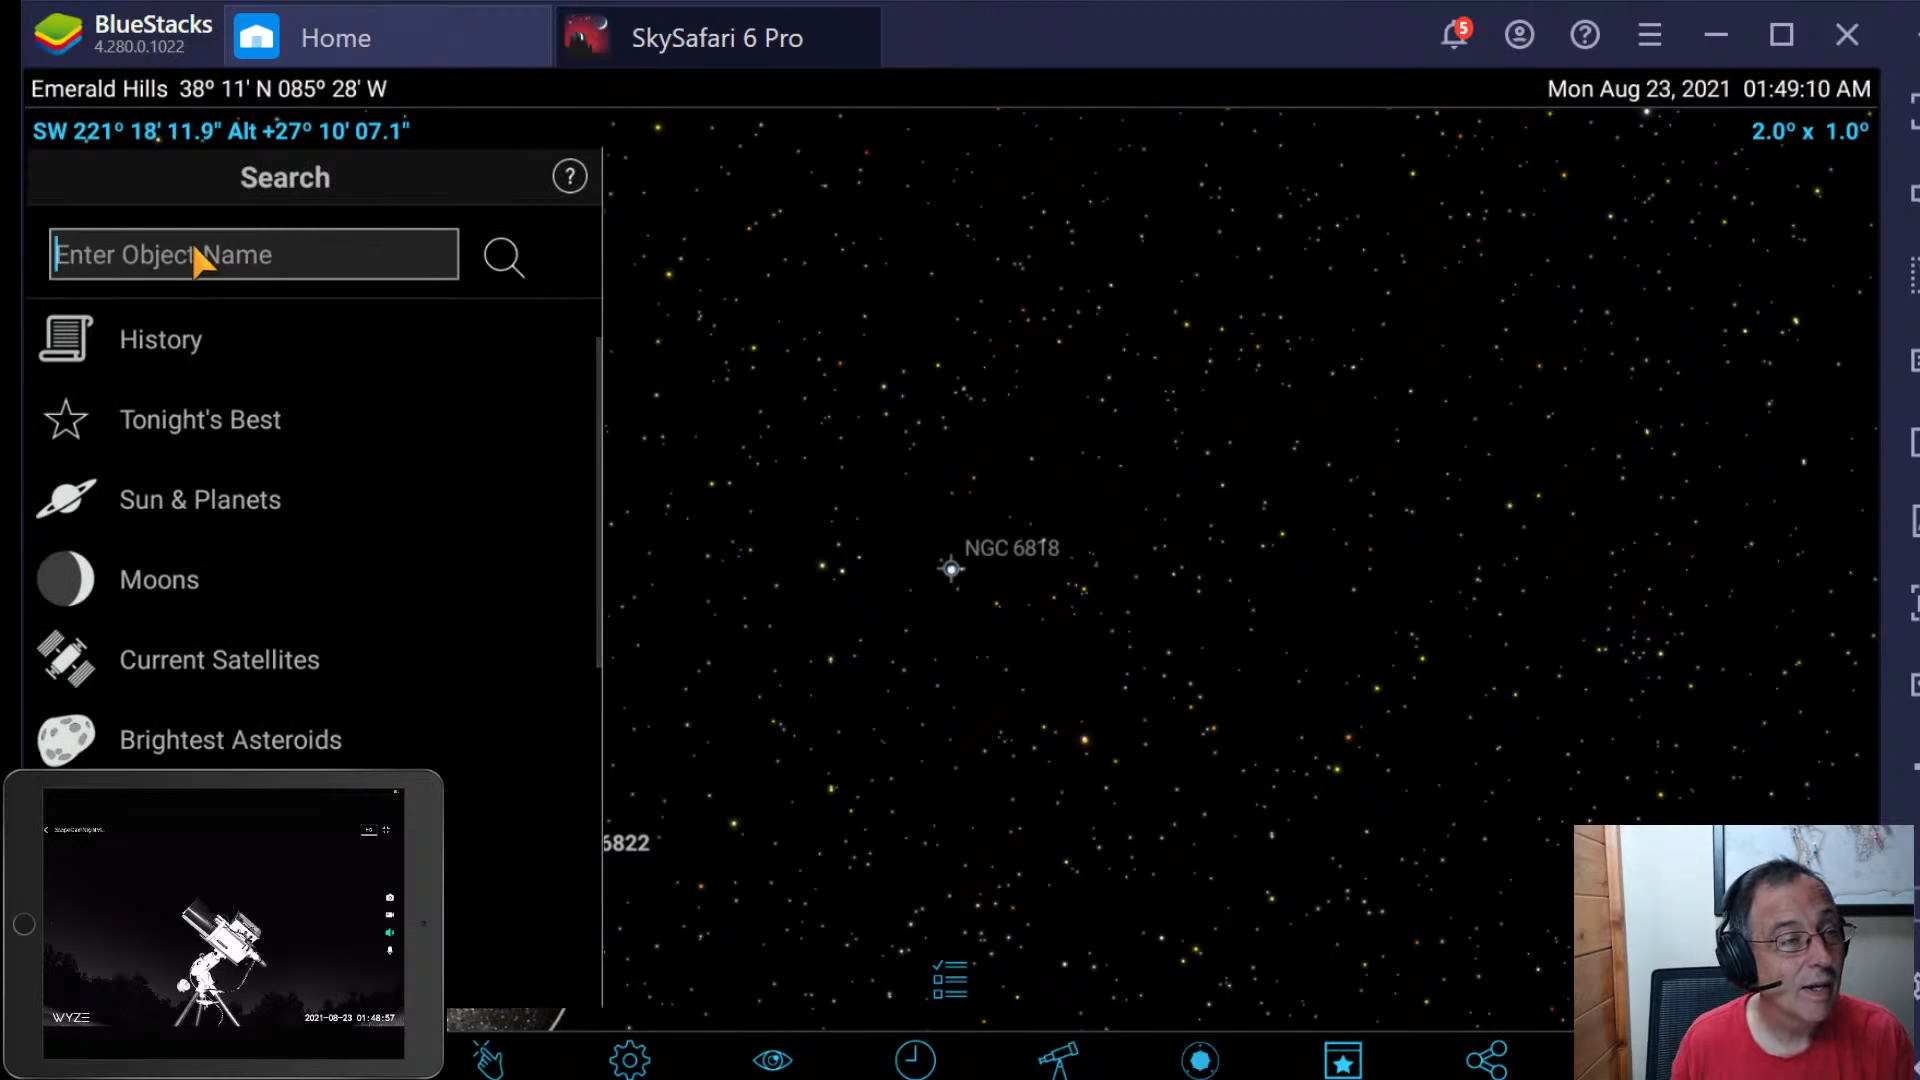 BlueStacks
4.280.0.1022
Home
SkySafari 6 Pro
5
Emerald Hills 38° 11' N 085° 28' W
Mon Aug 23, 2021 01:49:10 AM
SW 221° 18' 11.9" Alt +27° 10' 07.1"
2.0° x 1.0°
Search
?
Enter Object Name
History
Tonight's Best
Sun & Planets
Moons
Current Satellites
Brightest Asteroids
NGC 6818
6822
WYZE
2021-08-23 01:48:57